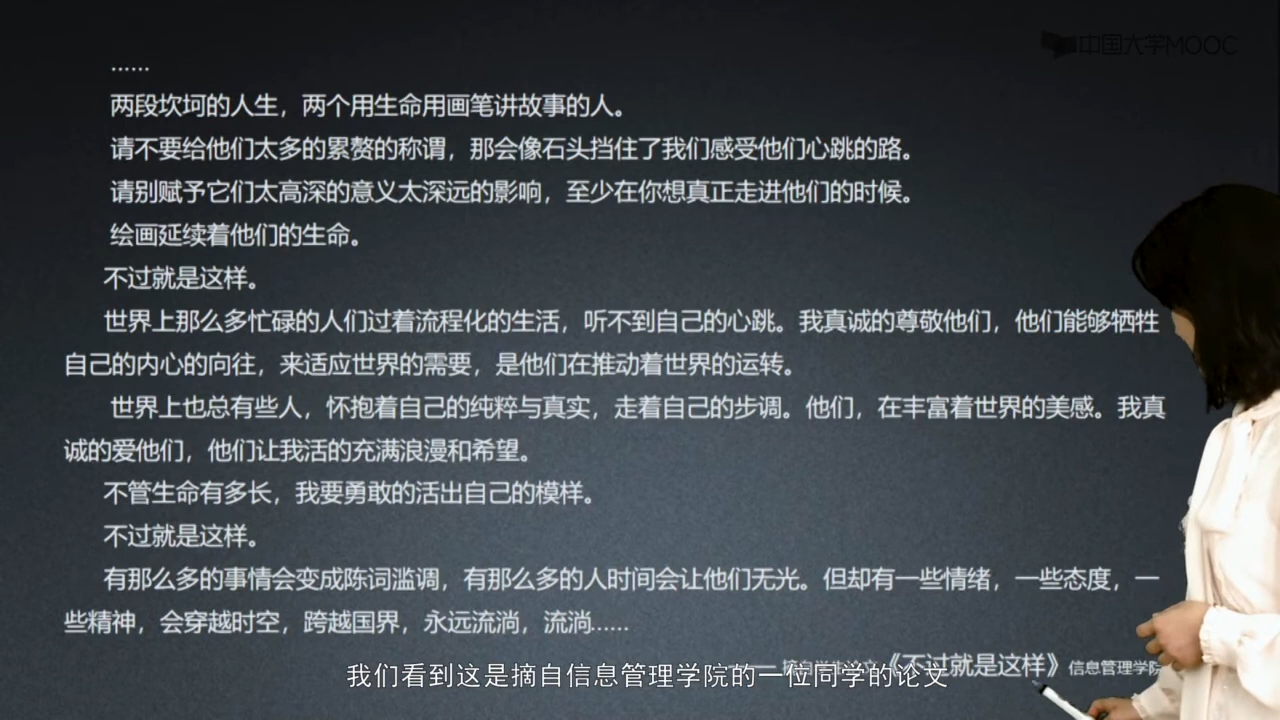 中国大学MOOC
......
两段坎坷的人生，两个用生命用画笔讲故事的人。
请不要给他们太多的累赘的称谓，那会像石头挡住了我们感受他们心跳的路。
请别赋予它们太高深的意义太深远的影响，至少在你想真正走进他们的时候。
绘画延续着他们的生命。
不过就是这样。
世界上那么多忙碌的人们过着流程化的生活，听不到自己的心跳。我真诚的尊敬他们，他们能够牺牲
自己的内心的向往，来适应世界的需要，是他们在推动着世界的运转。
世界上也总有些人，怀抱着自己的纯粹与真实，走着自己的步调。他们，在丰富着世界的美感。我真
诚的爱他们，他们让我活的充满浪漫和希望。
不管生命有多长，我要勇敢的活出自己的模样。
不过就是这样。
有那么多的事情会变成陈词滥调，有那么多的人时间会让他们无光。但却有一些情绪，一些态度，一
些精神，会穿越时空，跨越国界，永远流淌，流淌......
《不过就是这样》信息管理学院
我们看到这是摘自信息管理学院的一位同学的论文